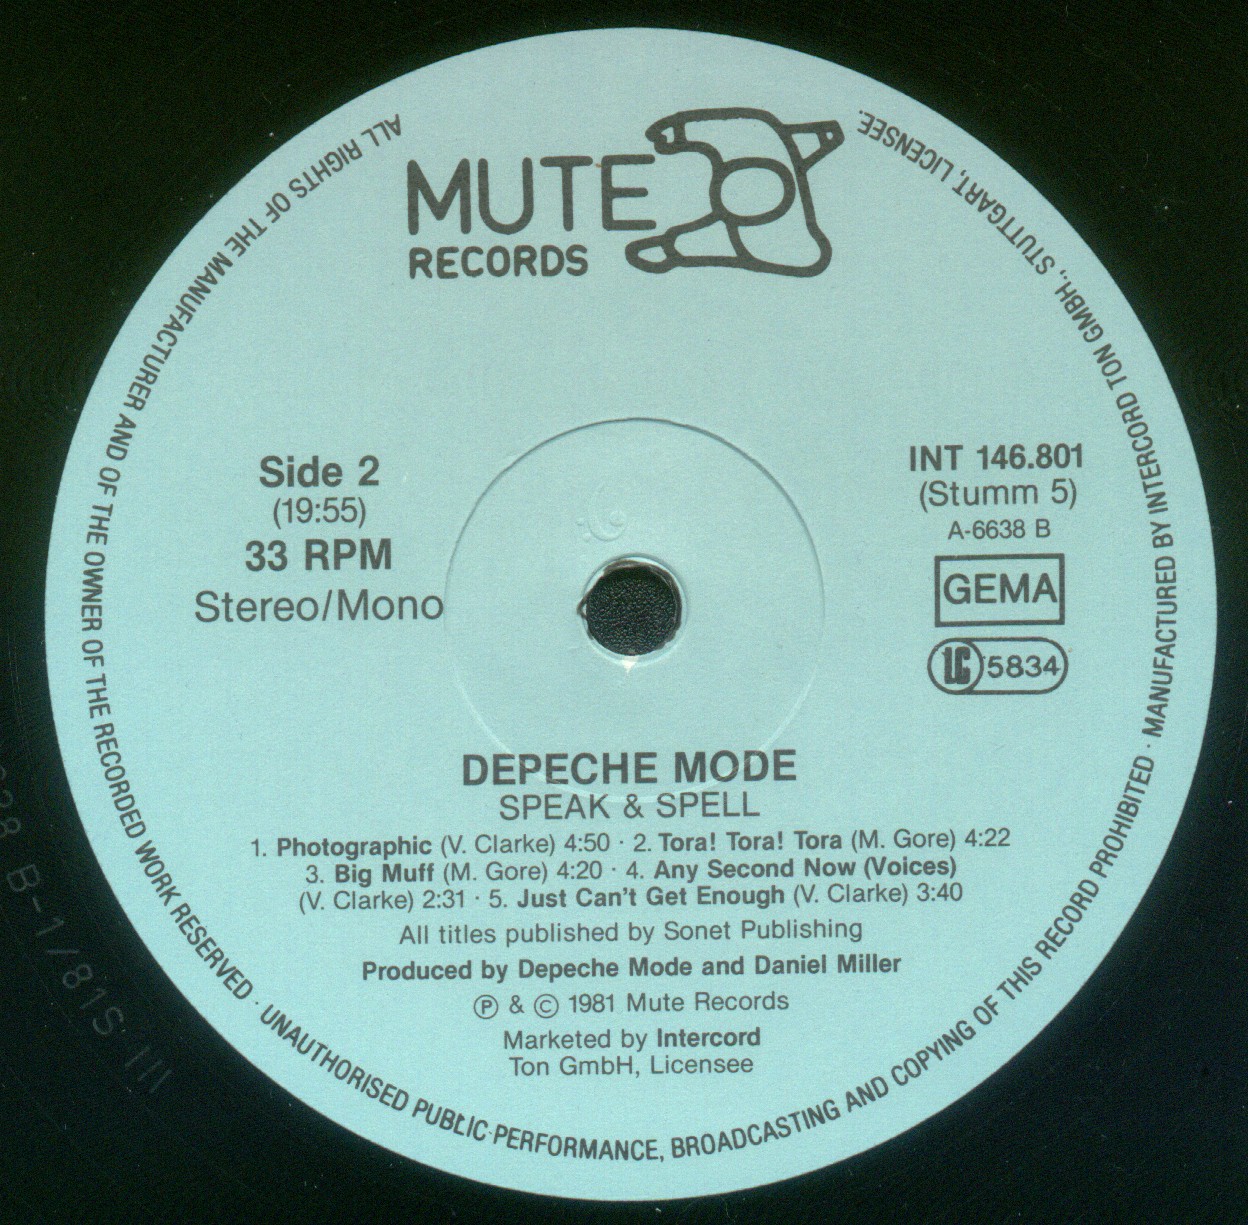 MUTE
RECORDS
Side 2
(19:55)
33 RPM
Stereo/Mono
INT 146.801
(Stumm 5)
A-6638 B
GEMA
LC 5834
DEPECHE MODE
SPEAK & SPELL
1. Photographic (V. Clarke) 4:50 · 2. Tora! Tora! Tora (M. Gore) 4:22
3. Big Muff (M. Gore) 4:20 · 4. Any Second Now (Voices)
(V. Clarke) 2:31 · 5. Just Can't Get Enough (V. Clarke) 3:40
All titles published by Sonet Publishing
Produced by Depeche Mode and Daniel Miller
Ⓟ & © 1981 Mute Records
Marketed by Intercord
Ton GmbH, Licensee
ALL RIGHTS OF THE MANUFACTURER AND OF THE OWNER OF THE RECORDED WORK RESERVED · UNAUTHORISED PUBLIC PERFORMANCE, BROADCASTING AND COPYING OF THIS RECORD PROHIBITED · MANUFACTURED BY INTERCORD TON GMBH., STUTTGART, LICENSEE.
B-1/81S III